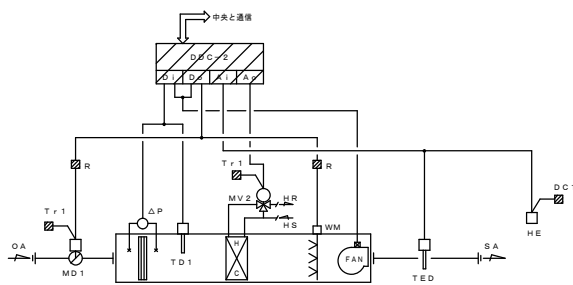 中央と通信
DDC-2
Di Do Ai Ao
R
Tr1
R
DC1
MV2
HR
Tr1
ΔP
HS
WM
HE
OA
H
C
FAN
SA
MD1
TD1
TED